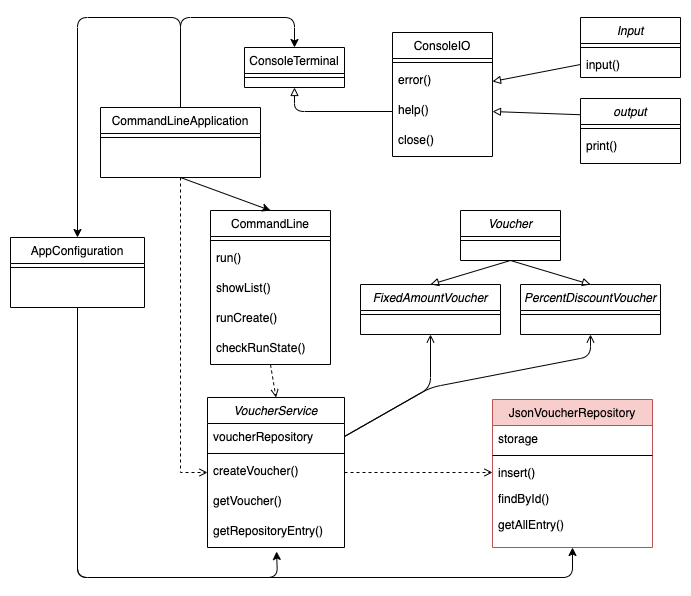 ConsoleTerminal
ConsoleIO
error()
help()
close()
Input
input()
output
print()
CommandLineApplication
AppConfiguration
CommandLine
run()
showList()
runCreate()
checkRunState()
Voucher
FixedAmountVoucher
PercentDiscountVoucher
VoucherService
voucherRepository
createVoucher()
getVoucher()
getRepositoryEntry()
JsonVoucherRepository
storage
insert()
findById()
getAllEntry()